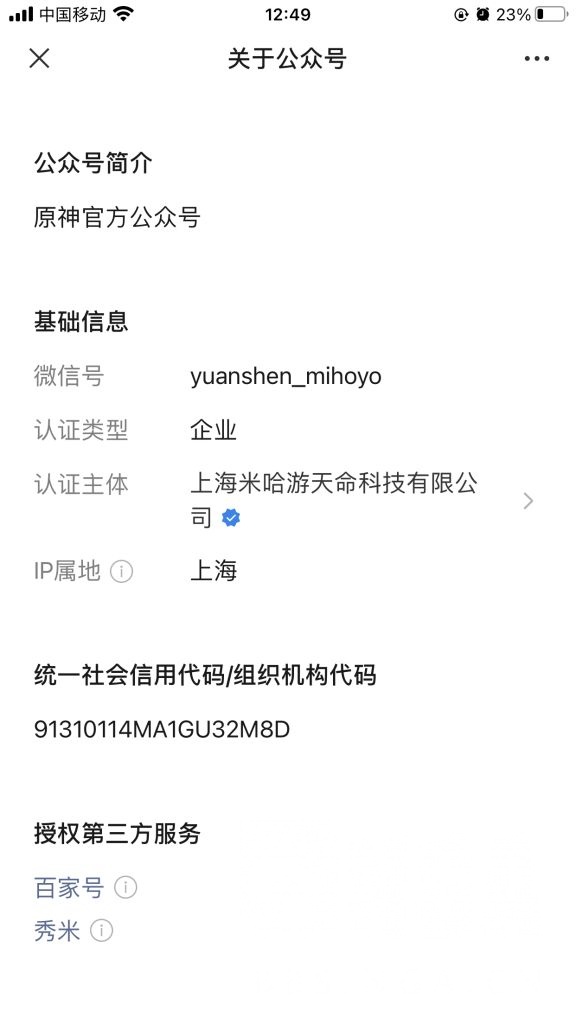 中国移动 12:49 23%
关于公众号
公众号简介
原神官方公众号
基础信息
微信号 yuanshen_mihoyo
认证类型 企业
认证主体 上海米哈游天命科技有限公
司
IP属地 上海
统一社会信用代码/组织机构代码
91310114MA1GU32M8D
授权第三方服务
百家号
秀米